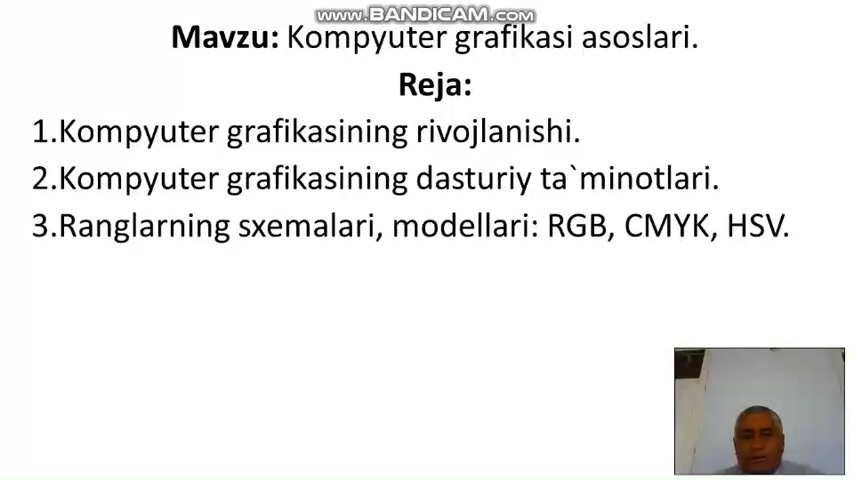 www.BANDICAM.com
Mavzu: Kompyuter grafikasi asoslari.
Reja:
1.Kompyuter grafikasining rivojlanishi.
2.Kompyuter grafikasining dasturiy ta`minotlari.
3.Ranglarning sxemalari, modellari: RGB, CMYK, HSV.